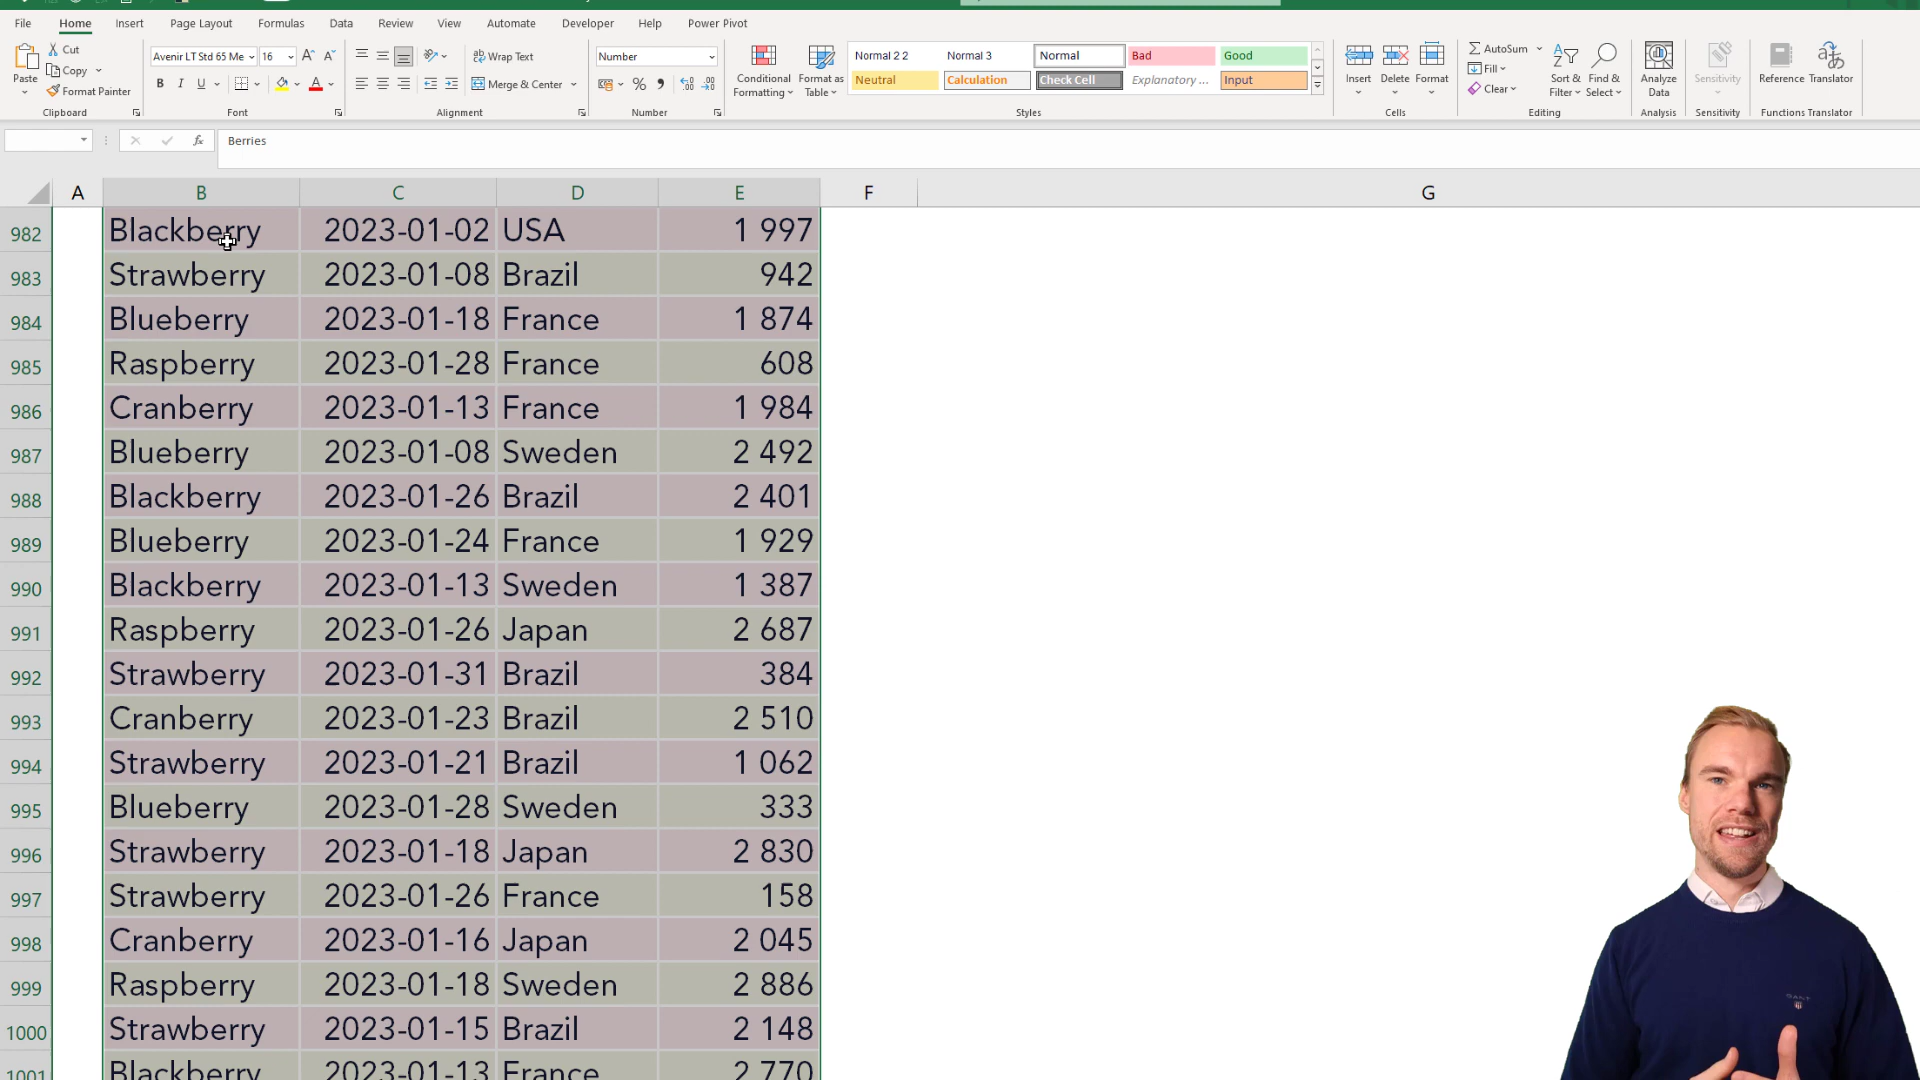 File Home Insert Page Layout Formulas Data Review View Automate Developer Help Power Pivot
Paste Cut Copy Format Painter Clipboard
Avenir LT Std 65 Me 16 B I U A Font
Wrap Text Merge & Center Alignment
Number % Number
Conditional Formatting Format as Table
Normal 2 2 Normal 3 Normal Bad Good
Neutral Calculation Check Cell Explanatory ... Input
Styles
Insert Delete Format Cells
AutoSum Fill Clear Sort & Filter Find & Select Editing
Analyze Data Analysis
Sensitivity Sensitivity
Reference Translator Functions Translator
fx Berries
A B C D E F G
982 Blackberry 2023-01-02 USA 1 997
983 Strawberry 2023-01-08 Brazil 942
984 Blueberry 2023-01-18 France 1 874
985 Raspberry 2023-01-28 France 608
986 Cranberry 2023-01-13 France 1 984
987 Blueberry 2023-01-08 Sweden 2 492
988 Blackberry 2023-01-26 Brazil 2 401
989 Blueberry 2023-01-24 France 1 929
990 Blackberry 2023-01-13 Sweden 1 387
991 Raspberry 2023-01-26 Japan 2 687
992 Strawberry 2023-01-31 Brazil 384
993 Cranberry 2023-01-23 Brazil 2 510
994 Strawberry 2023-01-21 Brazil 1 062
995 Blueberry 2023-01-28 Sweden 333
996 Strawberry 2023-01-18 Japan 2 830
997 Strawberry 2023-01-26 France 158
998 Cranberry 2023-01-16 Japan 2 045
999 Raspberry 2023-01-18 Sweden 2 886
1000 Strawberry 2023-01-15 Brazil 2 148
1001 Blackberry 2023-01-13 France 2 770
GANT